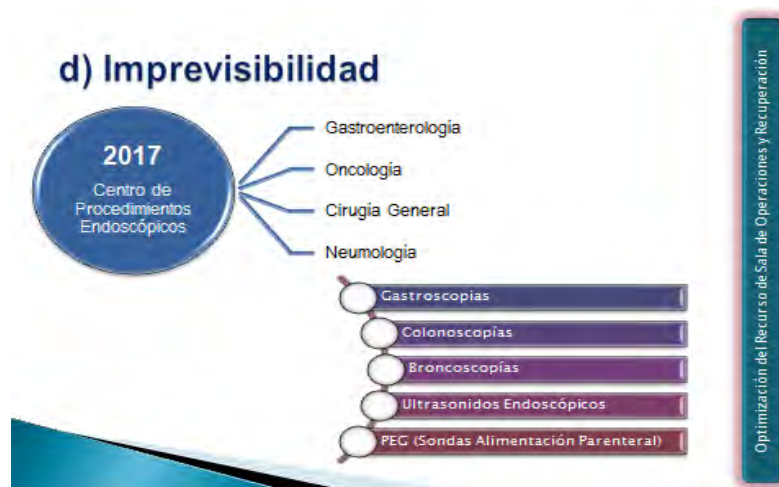 d) Imprevisibilidad
2017
Centro de
Procedimientos
Endoscópicos
Gastroenterología
Oncología
Cirugía General
Neumología
Gastroscopias
Colonoscopías
Broncoscopías
Ultrasonidos Endoscópicos
PEG (Sondas Alimentación Parenteral)
Optimización del Recurso de Sala de Operaciones y Recuperación